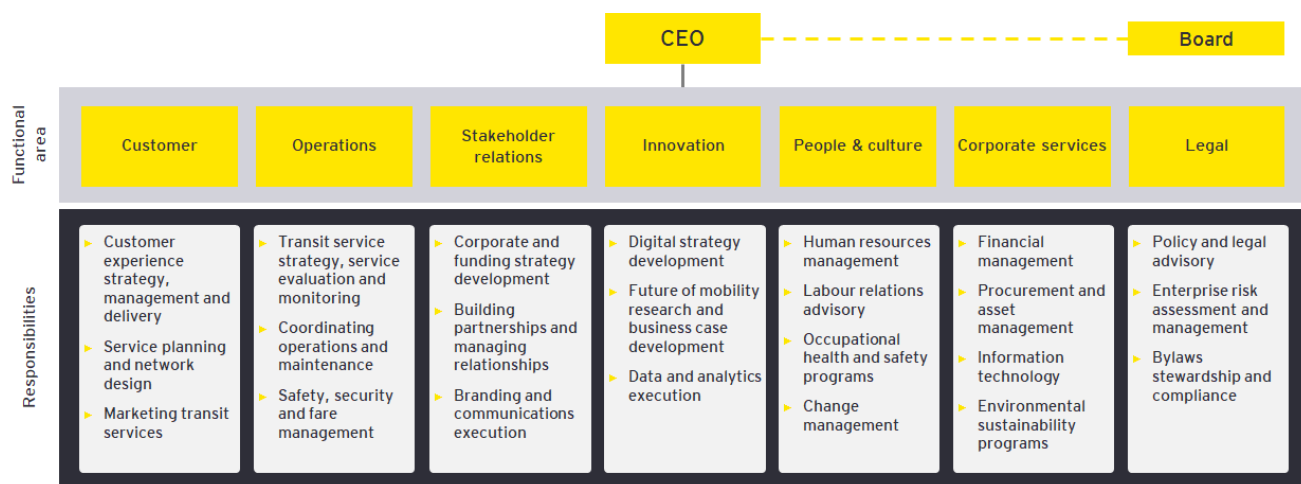 CEO
Board
Functional
area
Customer
Operations
Stakeholder
relations
Innovation
People & culture
Corporate services
Legal
Responsibilities
► Customer
experience
strategy,
management and
delivery
► Service planning
and network
design
► Marketing transit
services
► Transit service
strategy, service
evaluation and
monitoring
► Coordinating
operations and
maintenance
► Safety, security
and fare
management
► Corporate and
funding strategy
development
► Building
partnerships and
managing
relationships
► Branding and
communications
execution
► Digital strategy
development
► Future of mobility
research and
business case
development
► Data and analytics
execution
► Human resources
management
► Labour relations
advisory
► Occupational
health and safety
programs
► Change
management
► Financial
management
► Procurement and
asset
management
► Information
technology
► Environmental
sustainability
programs
► Policy and legal
advisory
► Enterprise risk
assessment and
management
► Bylaws
stewardship and
compliance